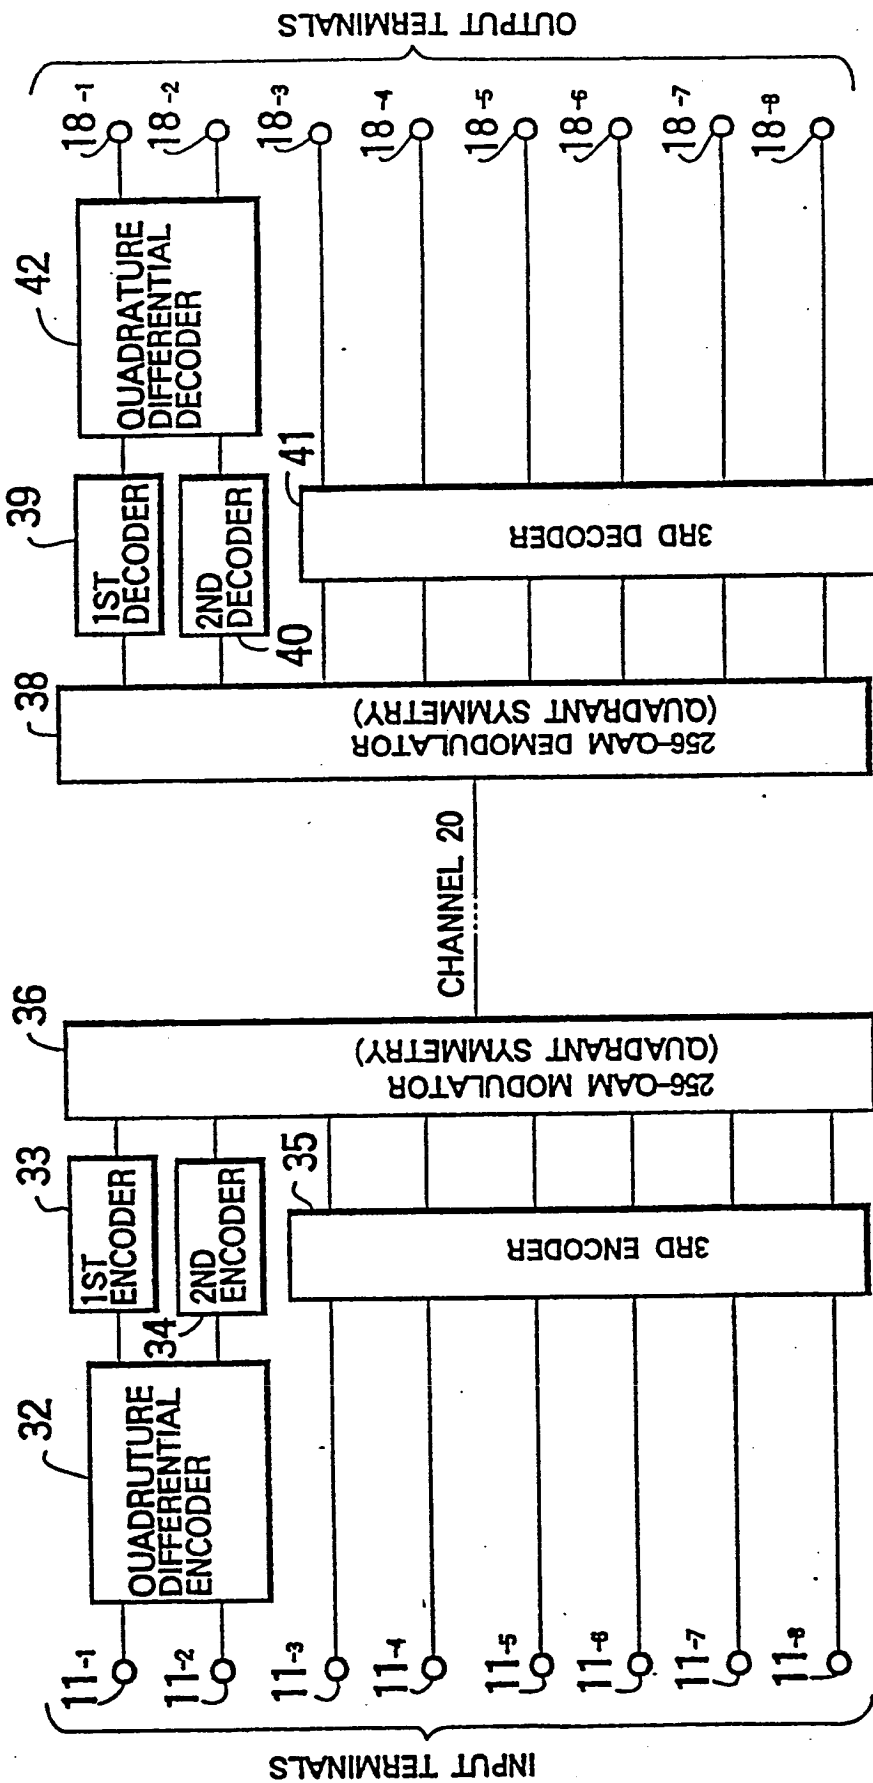 INPUT TERMINALS
11-1
11-2
11-3
11-4
11-5
11-6
11-7
11-8
32
QUADRUTURE
DIFFERENTIAL
ENCODER
33
1ST
ENCODER
34
2ND
ENCODER
35
3RD ENCODER
36
256-QAM MODULATOR
(QUADRANT SYMMETRY)
CHANNEL 20
38
256-QAM DEMODULATOR
(QUADRANT SYMMETRY)
39
1ST
DECODER
40
2ND
DECODER
41
3RD DECODER
42
QUADRATURE
DIFFERENTIAL
DECODER
18-1
18-2
18-3
18-4
18-5
18-6
18-7
18-8
OUTPUT TERMINALS